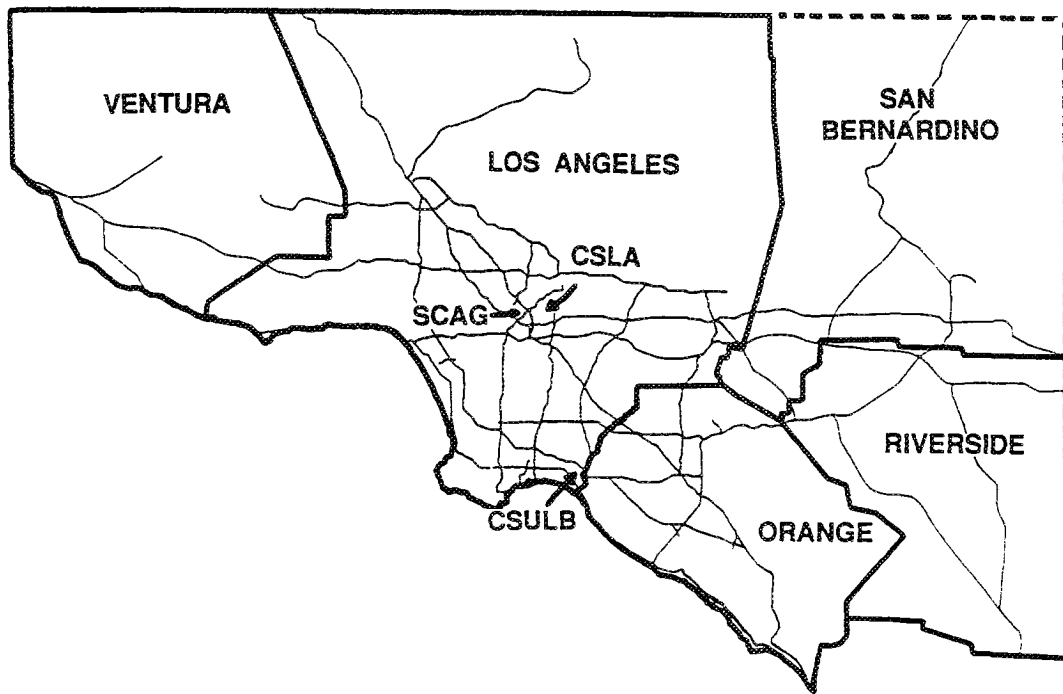 VENTURA
SAN
BERNARDINO
LOS ANGELES
CSLA
SCAG
RIVERSIDE
CSULB
ORANGE